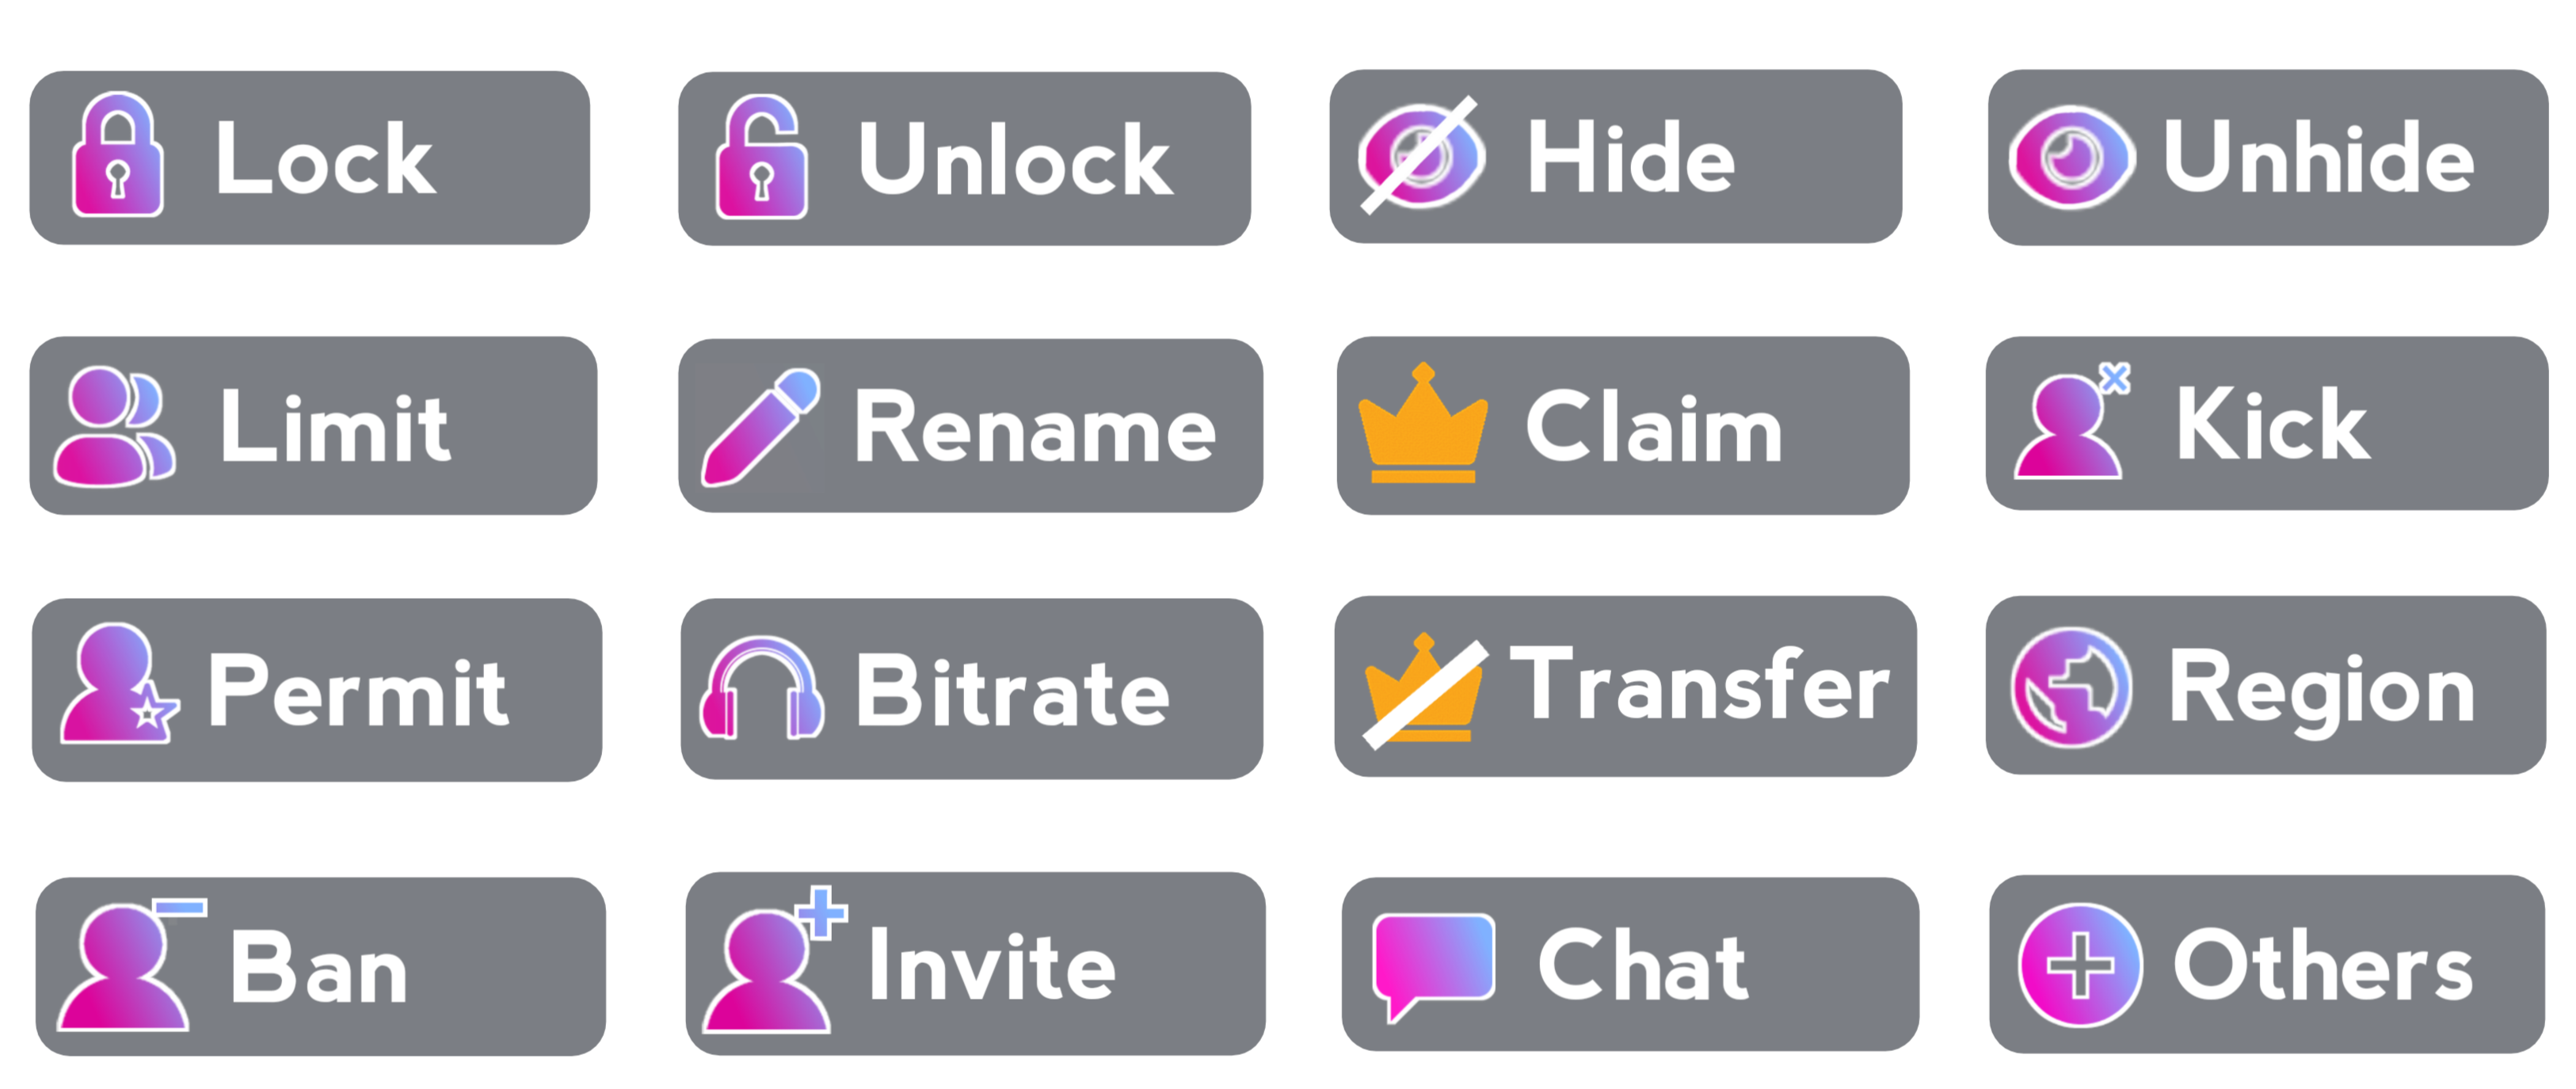 Lock
Unlock
Hide
Unhide
Limit
Rename
Claim
Kick
Permit
Bitrate
Transfer
Region
Ban
Invite
Chat
Others